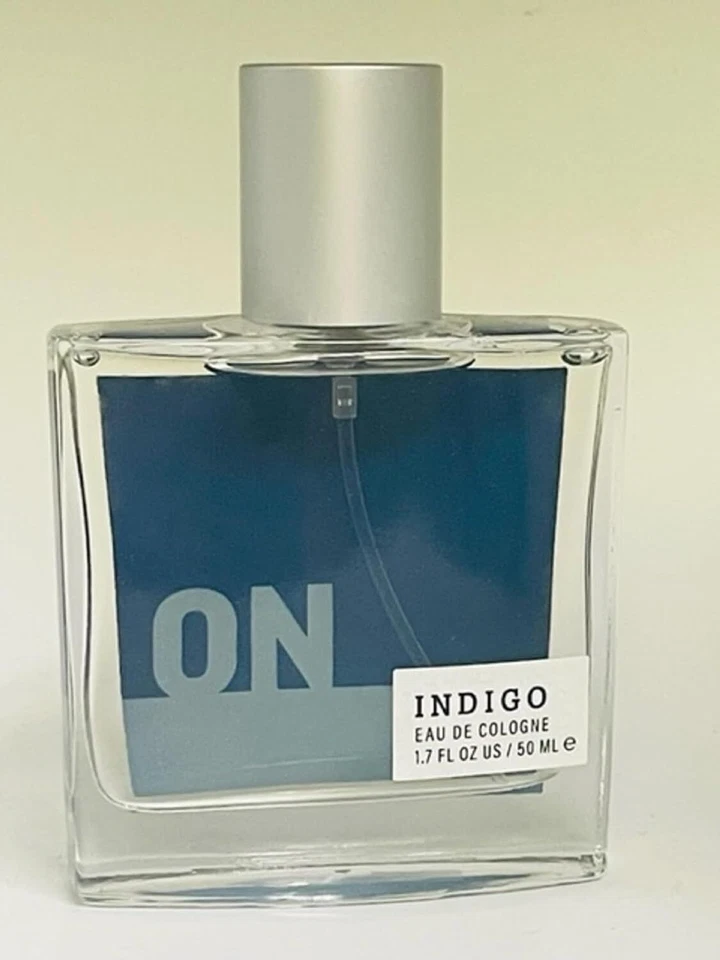 ON
INDIGO
EAU DE COLOGNE
1.7 FL OZ US / 50 ML ℮